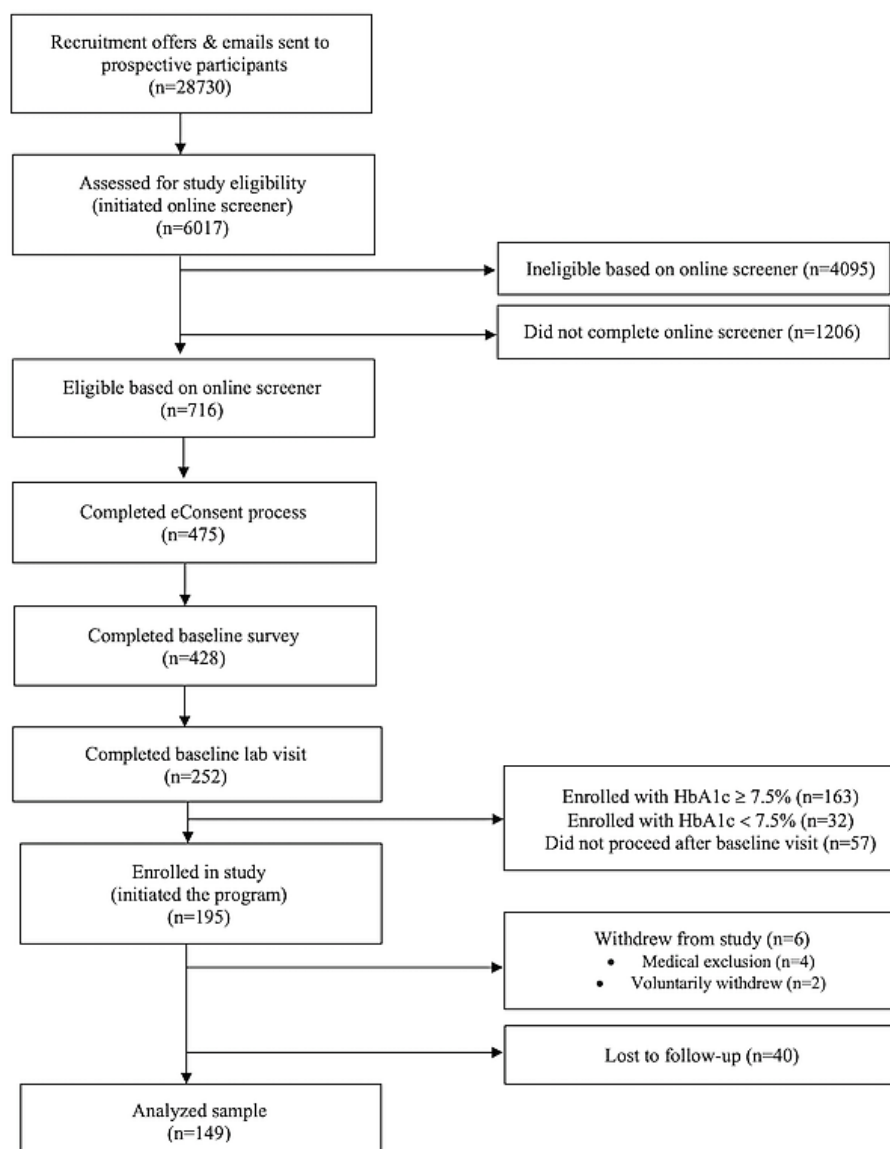 Recruitment offers & emails sent to
prospective participants
(n=28730)
Assessed for study eligibility
(initiated online screener)
n=6017)
Ineligible based on online screener (n=4095)
Did not complete online screener (n=1206)
Eligible based on online screener
(n=716)
Completed eConsent process
(n=475)
Completed baseline survey
(n=428)
Completed baseline lab visit
(n=252)
Enrolled with HbA1c ≥ 7.5% (n=163)
Enrolled with HbA1c < 7.5% (n=32)
Did not proceed after baseline visit (n=57)
Enrolled in study
(initiated the program)
(n=195)
Withdrew from study (n=6)
• Medical exclusion (n=4)
• Voluntarily withdrew (n=2)
Lost to follow-up (n=40)
Analyzed sample
(n=149)